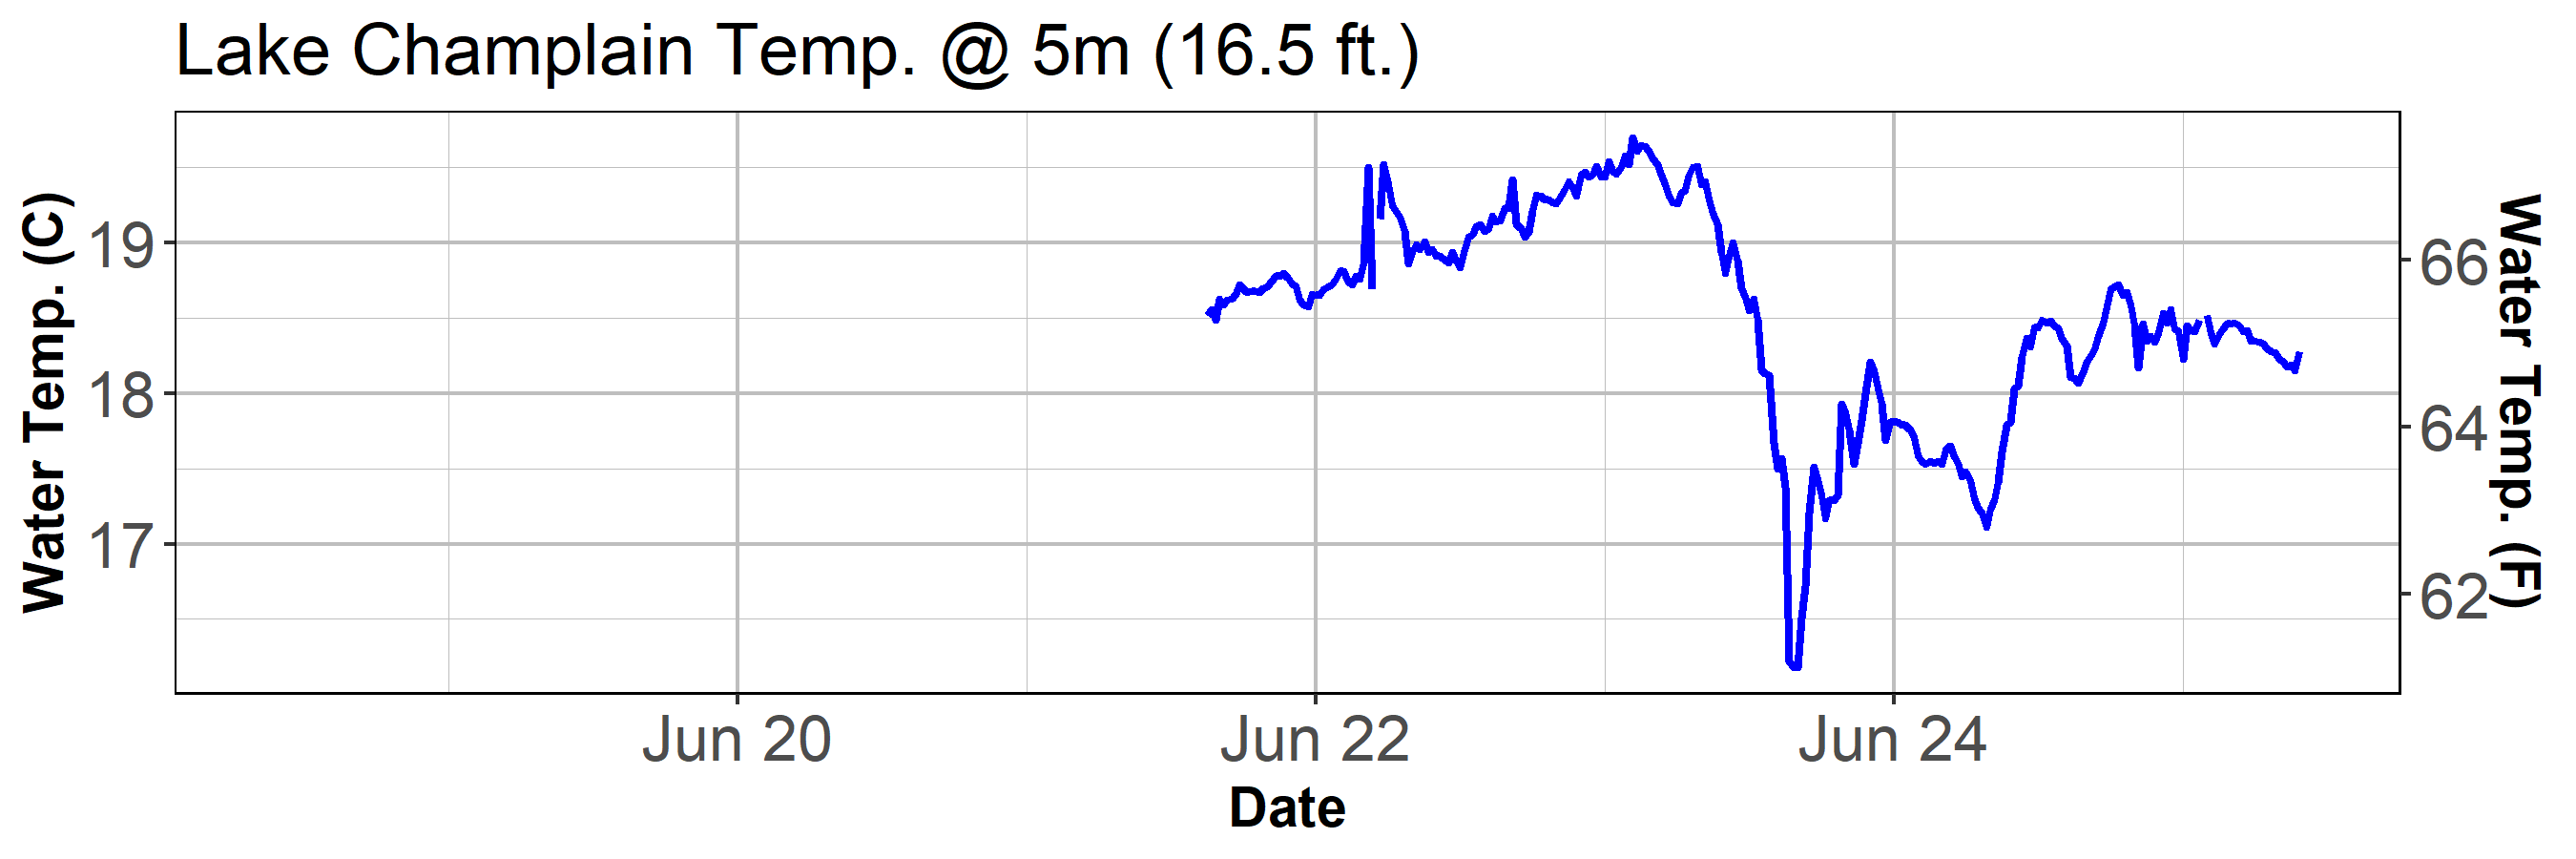 Lake Champlain Temp. @ 5m (16.5 ft.)
Water Temp. (C)
19
18
17
66
64
62
Water Temp. (F)
Jun 20 Jun 22 Jun 24
Date